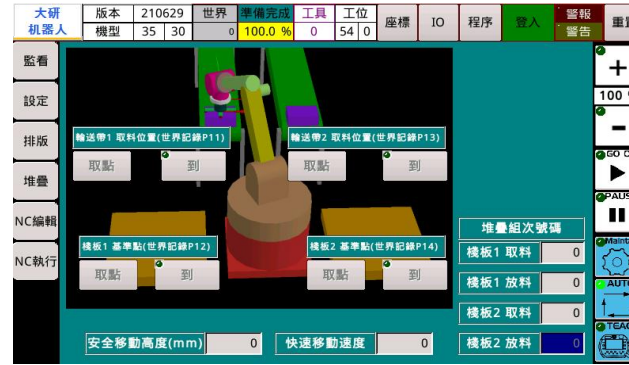 大研 版本 210629 世界 準備完成 工具 工位 座標 IO 程序 登入 警報 重置
機器人 機型 35 30 0 100.0 % 0 54 0 警告
監看
設定
排版
堆疊
NC編輯
NC執行
輸送帶1 取料位置(世界記錄P11) 輸送帶2 取料位置(世界記錄P13)
取點 到 取點 到
棧板1 基準點(世界記錄P12) 棧板2 基準點(世界記錄P14)
取點 到 取點 到
堆疊組次號碼
棧板1 取料 0
棧板1 放料 0
棧板2 取料 0
棧板2 放料 0
安全移動高度(mm) 0 快速移動速度 0
+
100
-
GO
PAUS
Maint
AUT
TEAC